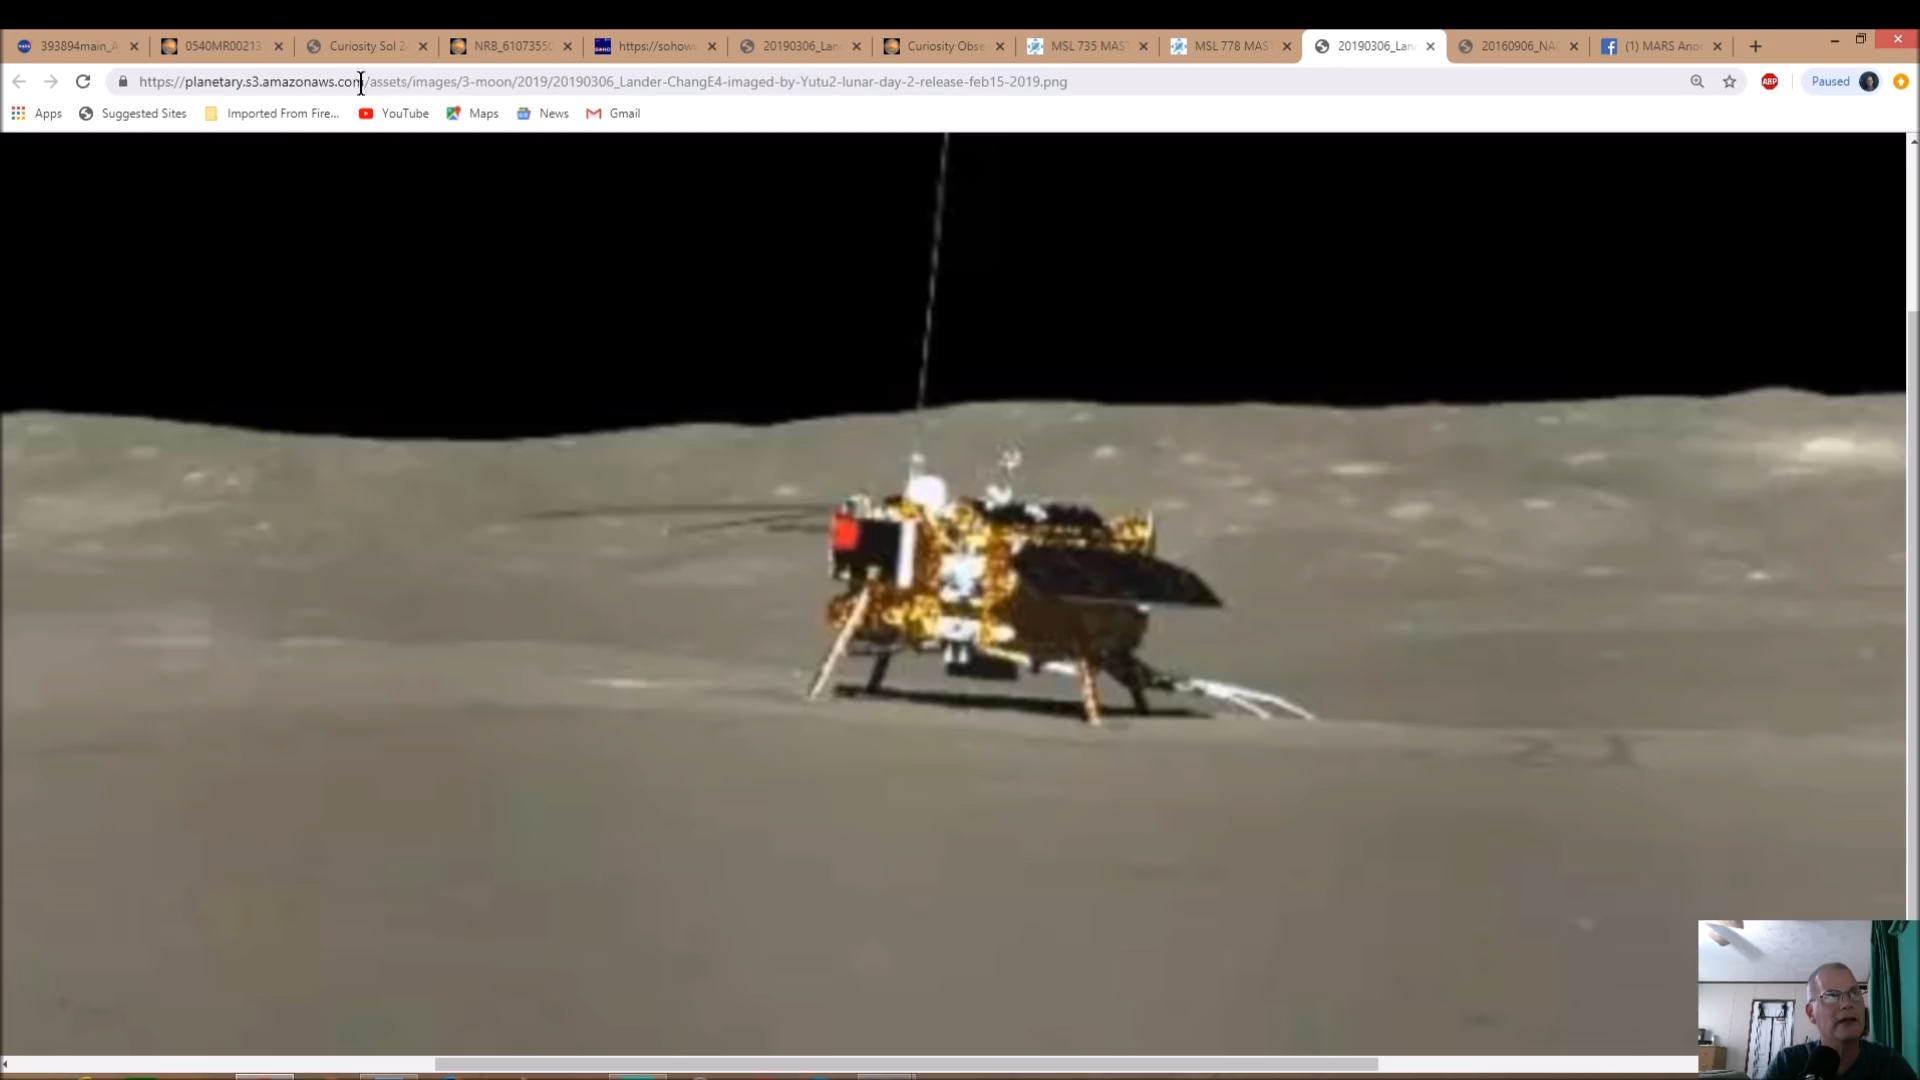 393894main_A
0540MR00213
Curiosity Sol 2
NRB_6107355
https://sohow
20190306_Lan
Curiosity Obse
MSL 735 MAS
MSL 778 MAS
20190306_Lan
20160906_NA
(1) MARS Ano
https://planetary.s3.amazonaws.com/assets/images/3-moon/2019/20190306_Lander-ChangE4-imaged-by-Yutu2-lunar-day-2-release-feb15-2019.png
ABP
Paused
Apps
Suggested Sites
Imported From Fire...
YouTube
Maps
News
Gmail